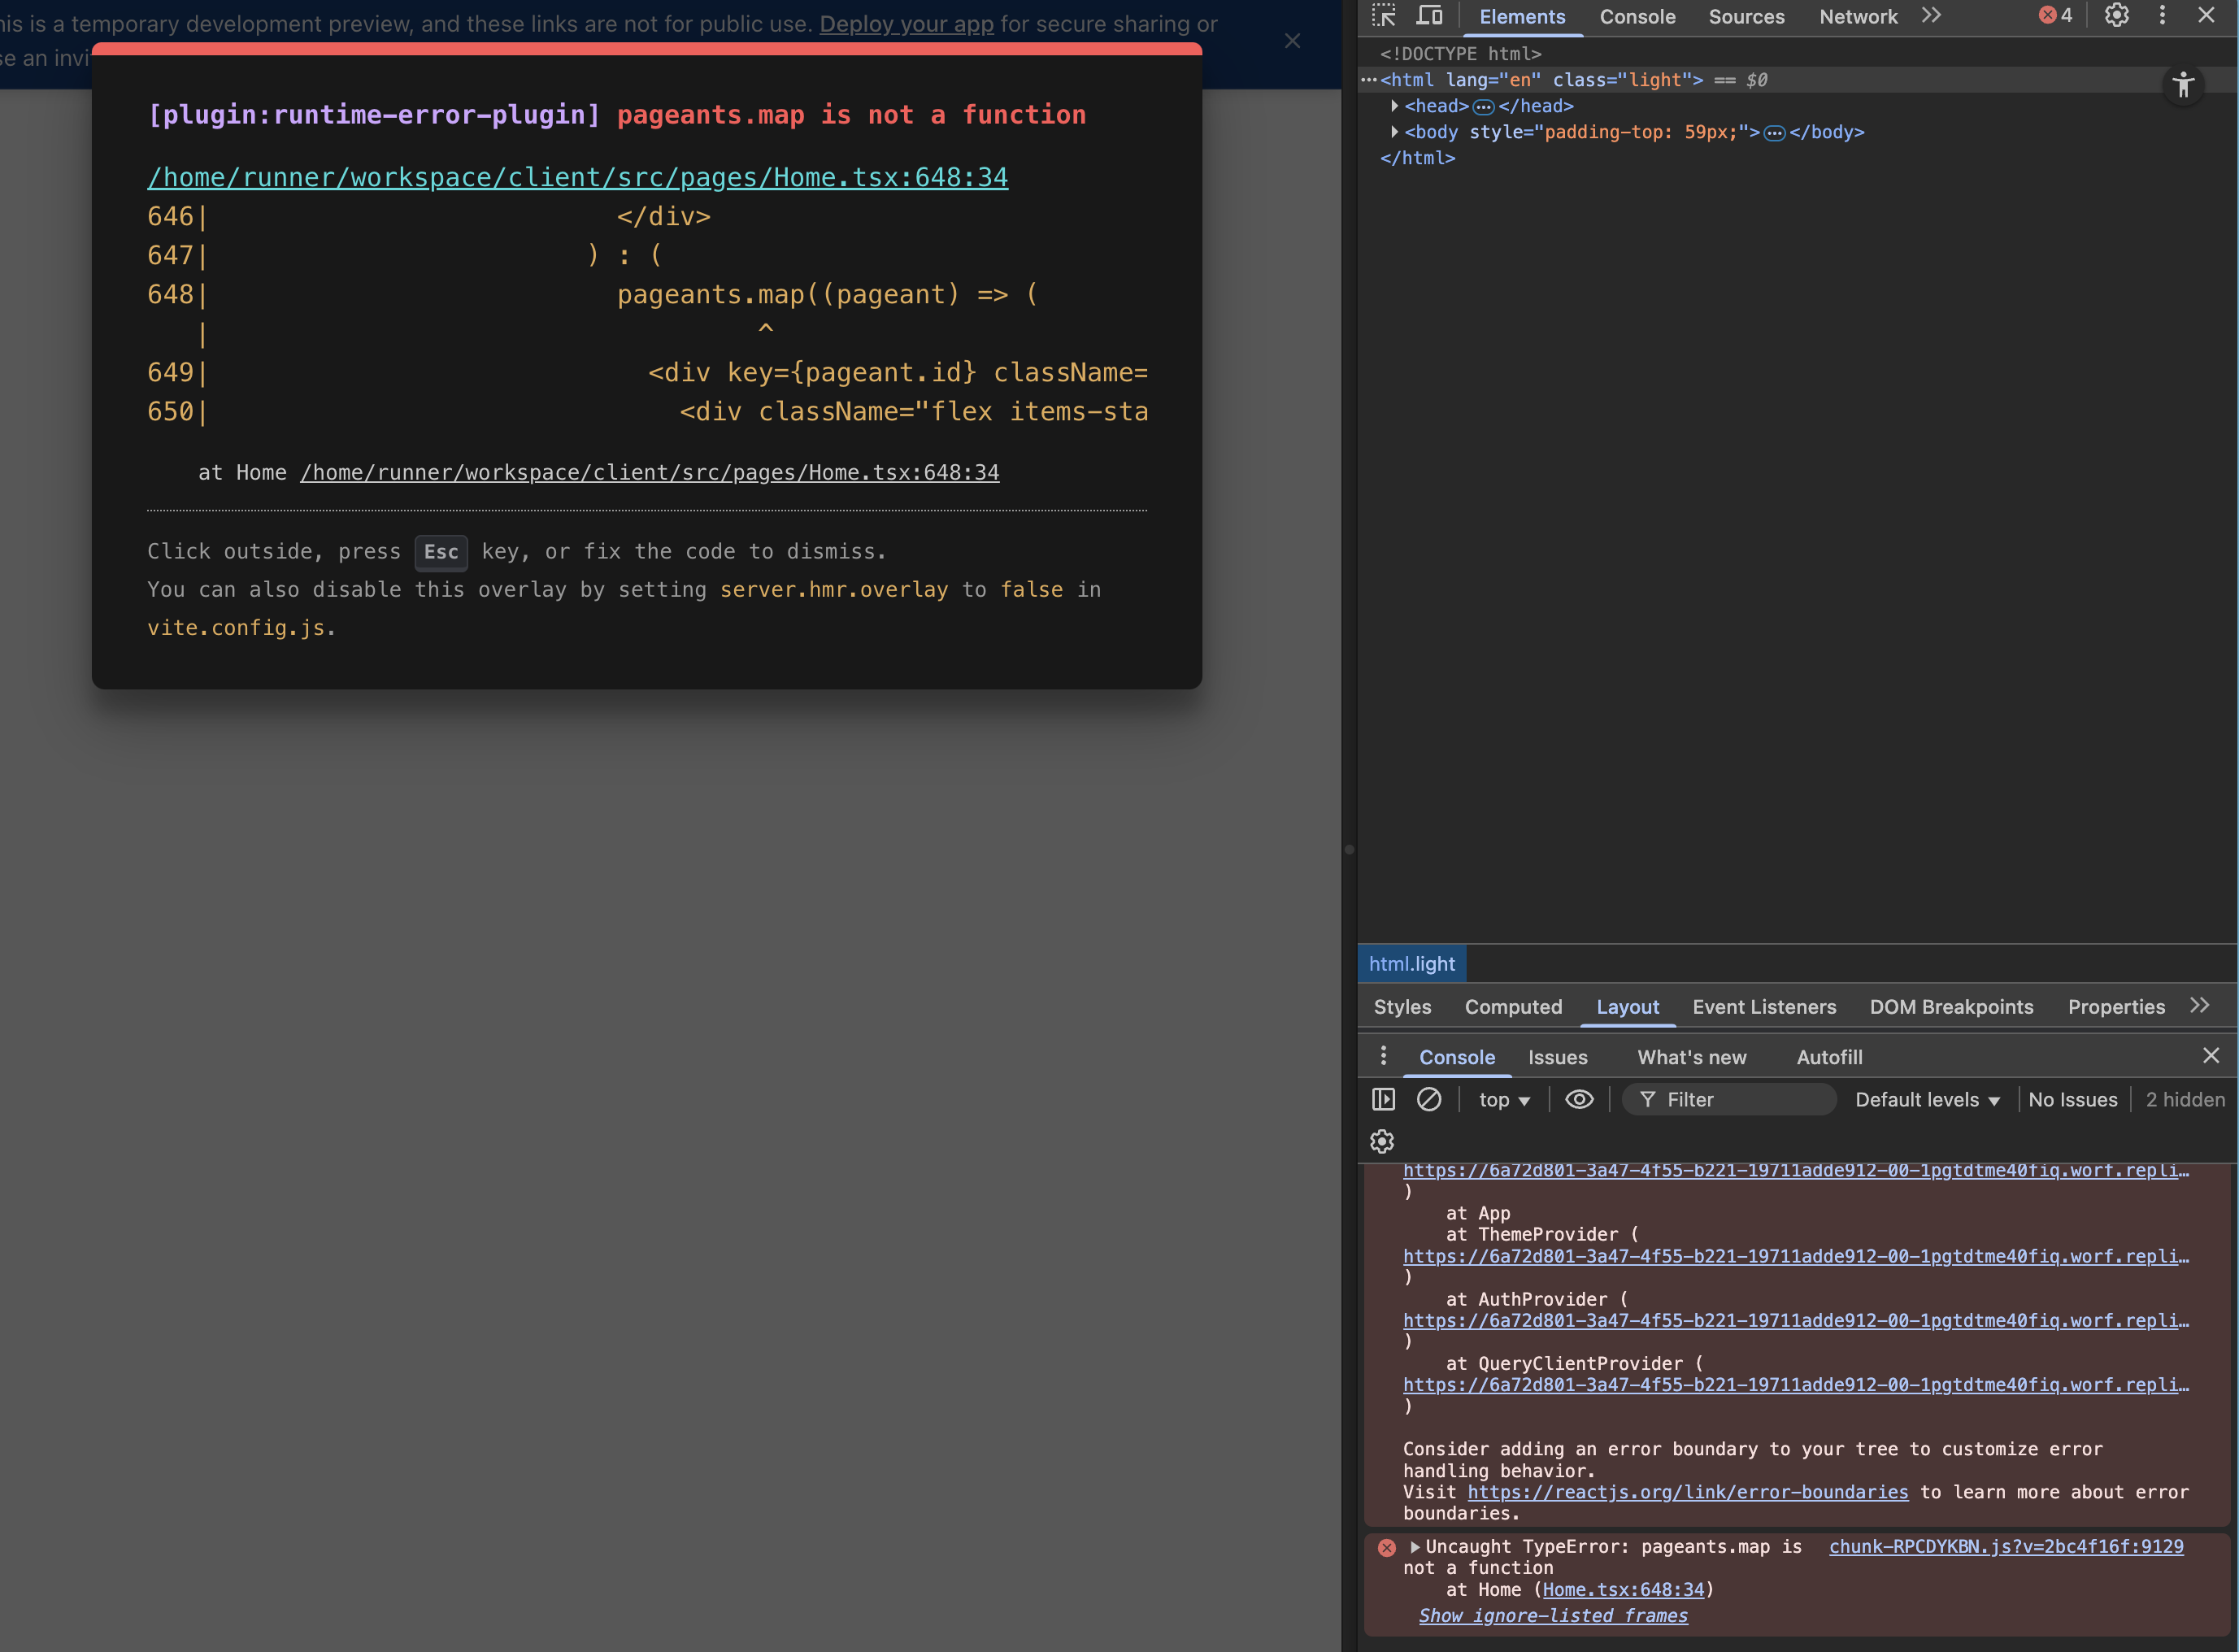 his is a temporary development preview, and these links are not for public use. Deploy your app for secure sharing or
se an invi
[plugin:runtime-error-plugin] pageants.map is not a function
/home/runner/workspace/client/src/pages/Home.tsx:648:34
646|                          </div>
647|                        ) : (
648|                          pageants.map((pageant) => (
   |                                   ^
649|                            <div key={pageant.id} className=
650|                              <div className="flex items-sta
at Home /home/runner/workspace/client/src/pages/Home.tsx:648:34
Click outside, press Esc key, or fix the code to dismiss.
You can also disable this overlay by setting server.hmr.overlay to false in
vite.config.js.
Elements Console Sources Network 4
<!DOCTYPE html>
<html lang="en" class="light"> == $0
<head>…</head>
<body style="padding-top: 59px;">…</body>
</html>
html.light
Styles Computed Layout Event Listeners DOM Breakpoints Properties
Console Issues What's new Autofill
top Filter Default levels No Issues 2 hidden
https://6a72d801-3a47-4f55-b221-19711adde912-00-1pgtdtme40fiq.worf.repli…
)
at App
at ThemeProvider (
https://6a72d801-3a47-4f55-b221-19711adde912-00-1pgtdtme40fiq.worf.repli…
)
at AuthProvider (
https://6a72d801-3a47-4f55-b221-19711adde912-00-1pgtdtme40fiq.worf.repli…
)
at QueryClientProvider (
https://6a72d801-3a47-4f55-b221-19711adde912-00-1pgtdtme40fiq.worf.repli…
)
Consider adding an error boundary to your tree to customize error
handling behavior.
Visit https://reactjs.org/link/error-boundaries to learn more about error
boundaries.
Uncaught TypeError: pageants.map is chunk-RPCDYKBN.js?v=2bc4f16f:9129
not a function
at Home (Home.tsx:648:34)
Show ignore-listed frames